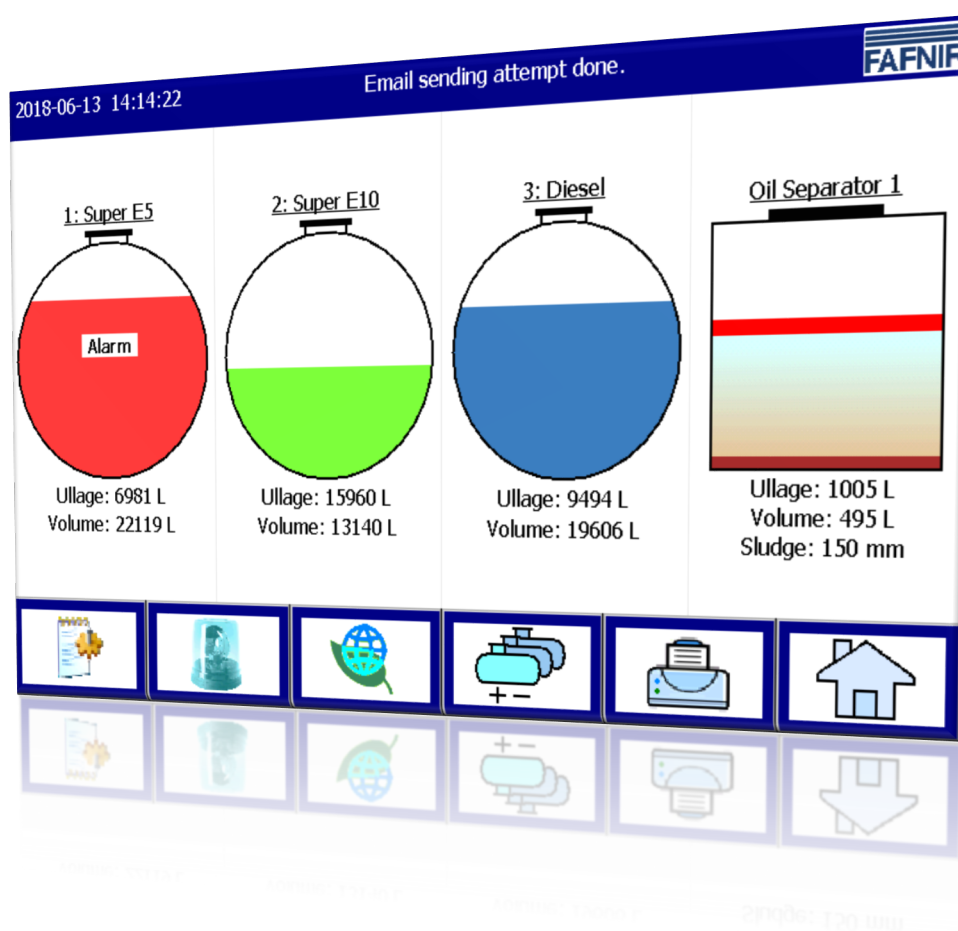 2018-06-13 14:14:22
Email sending attempt done.
FAFNIR
1: Super E5
Alarm
Ullage: 6981 L
Volume: 22119 L
2: Super E10
Ullage: 15960 L
Volume: 13140 L
3: Diesel
Ullage: 9494 L
Volume: 19606 L
Oil Separator 1
Ullage: 1005 L
Volume: 495 L
Sludge: 150 mm